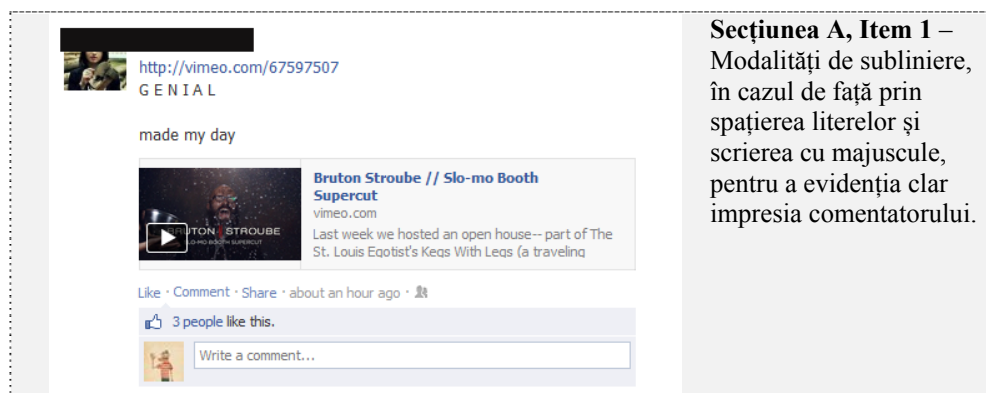 http://vimeo.com/67597507
G E N I A L
made my day
BRUTON STROUBE
SLO-MO BOOTH SUPERCUT
Bruton Stroube // Slo-mo Booth
Supercut
vimeo.com
Last week we hosted an open house-- part of The
St. Louis Egotist's Kegs With Legs (a traveling
Like · Comment · Share · about an hour ago ·
3 people like this.
Write a comment...
Secțiunea A, Item 1 –
Modalități de subliniere,
în cazul de față prin
spațierea literelor și
scrierea cu majuscule,
pentru a evidenția clar
impresia comentatorului.